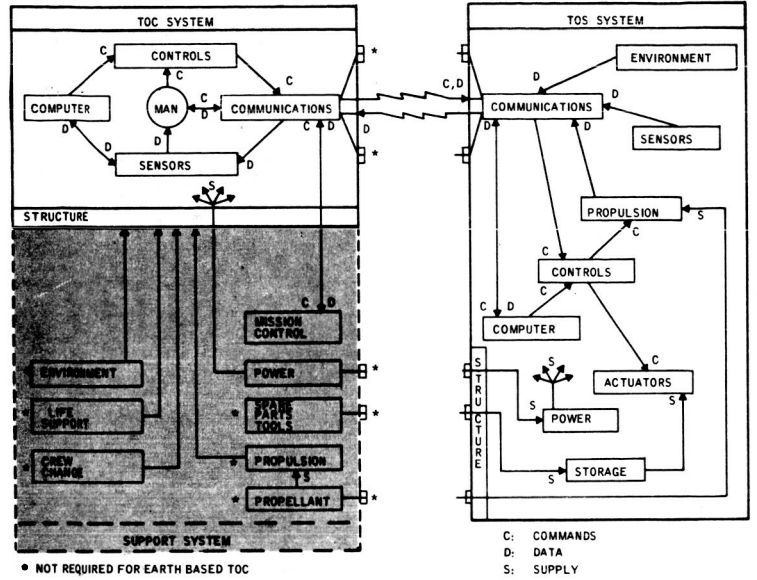 TOC SYSTEM
CONTROLS
C
C
C
COMPUTER
MAN
C
D
COMMUNICATIONS
D
D
D
D
D
SENSORS
C
D
S
STRUCTURE
*
*
C,D
D
TOS SYSTEM
ENVIRONMENT
D
D
COMMUNICATIONS
D
D
SENSORS
PROPULSION
S
C
C
CONTROLS
C
C
D
COMPUTER
C
ACTUATORS
S
S
POWER
S
STORAGE
S
STRUCTURE
C
D
MISSION
CONTROL
ENVIRONMENT
POWER
*
* LIFE
SUPPORT
* SPARE
PARTS
TOOLS
*
* CREW
CHANGE
* PROPULSION
S
* PROPELLANT
*
SUPPORT SYSTEM
* NOT REQUIRED FOR EARTH BASED TOC
C: COMMANDS
D: DATA
S: SUPPLY